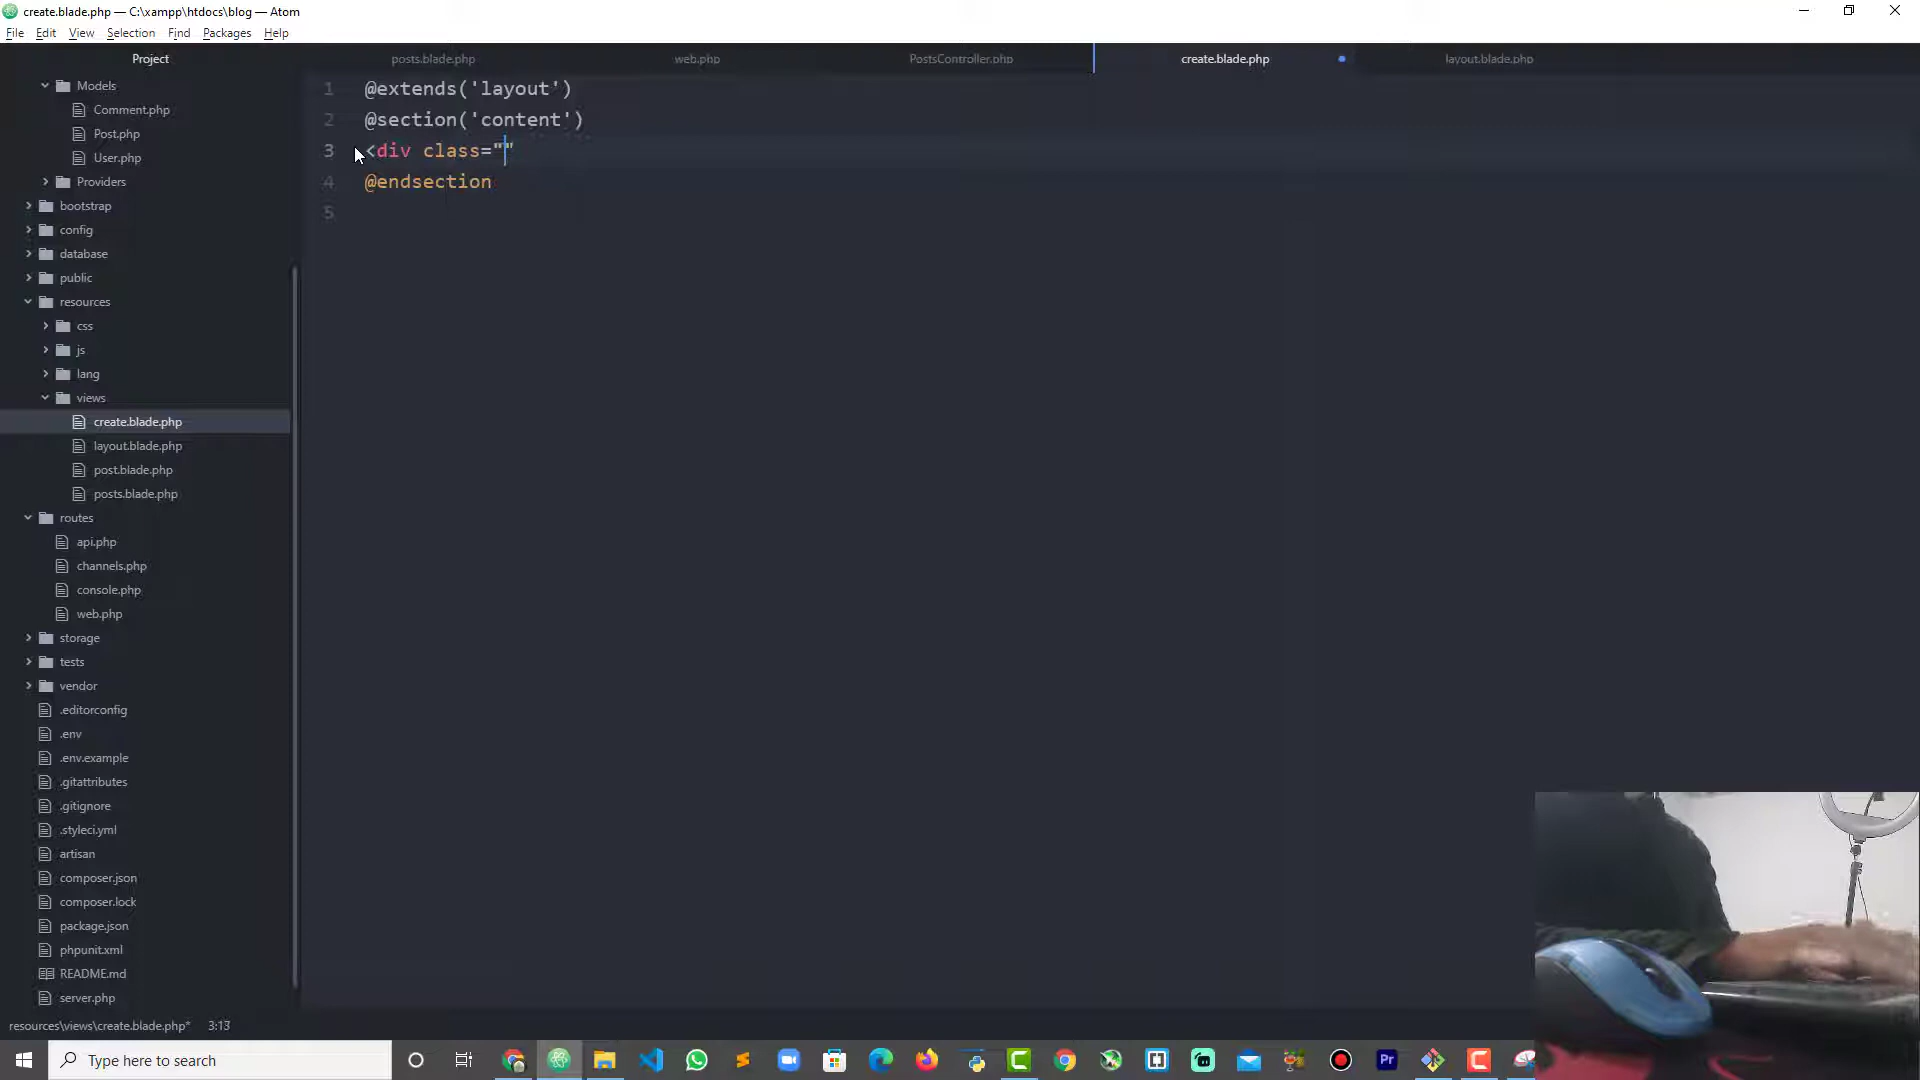 create.blade.php — C:\xampp\htdocs\blog — Atom
File Edit View Selection Find Packages Help
Project
posts.blade.php
web.php
PostsController.php
create.blade.php
layout.blade.php
Models
Comment.php
Post.php
User.php
Providers
bootstrap
config
database
public
resources
css
js
lang
views
create.blade.php
layout.blade.php
post.blade.php
posts.blade.php
routes
api.php
channels.php
console.php
web.php
storage
tests
vendor
.editorconfig
.env
.env.example
.gitattributes
.gitignore
.styleci.yml
artisan
composer.json
composer.lock
package.json
phpunit.xml
README.md
server.php
1 @extends('layout')
2 @section('content')
3 <div class=""
4 @endsection
5
resources\views\create.blade.php* 3:13
Type here to search
Pr